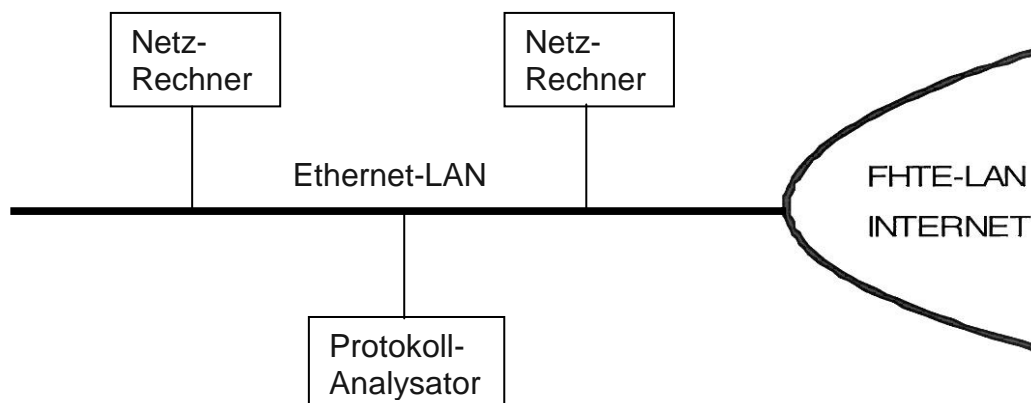 Netz-
Rechner
Netz-
Rechner
Ethernet-LAN
FHTE-LAN
INTERNET
Protokoll-
Analysator